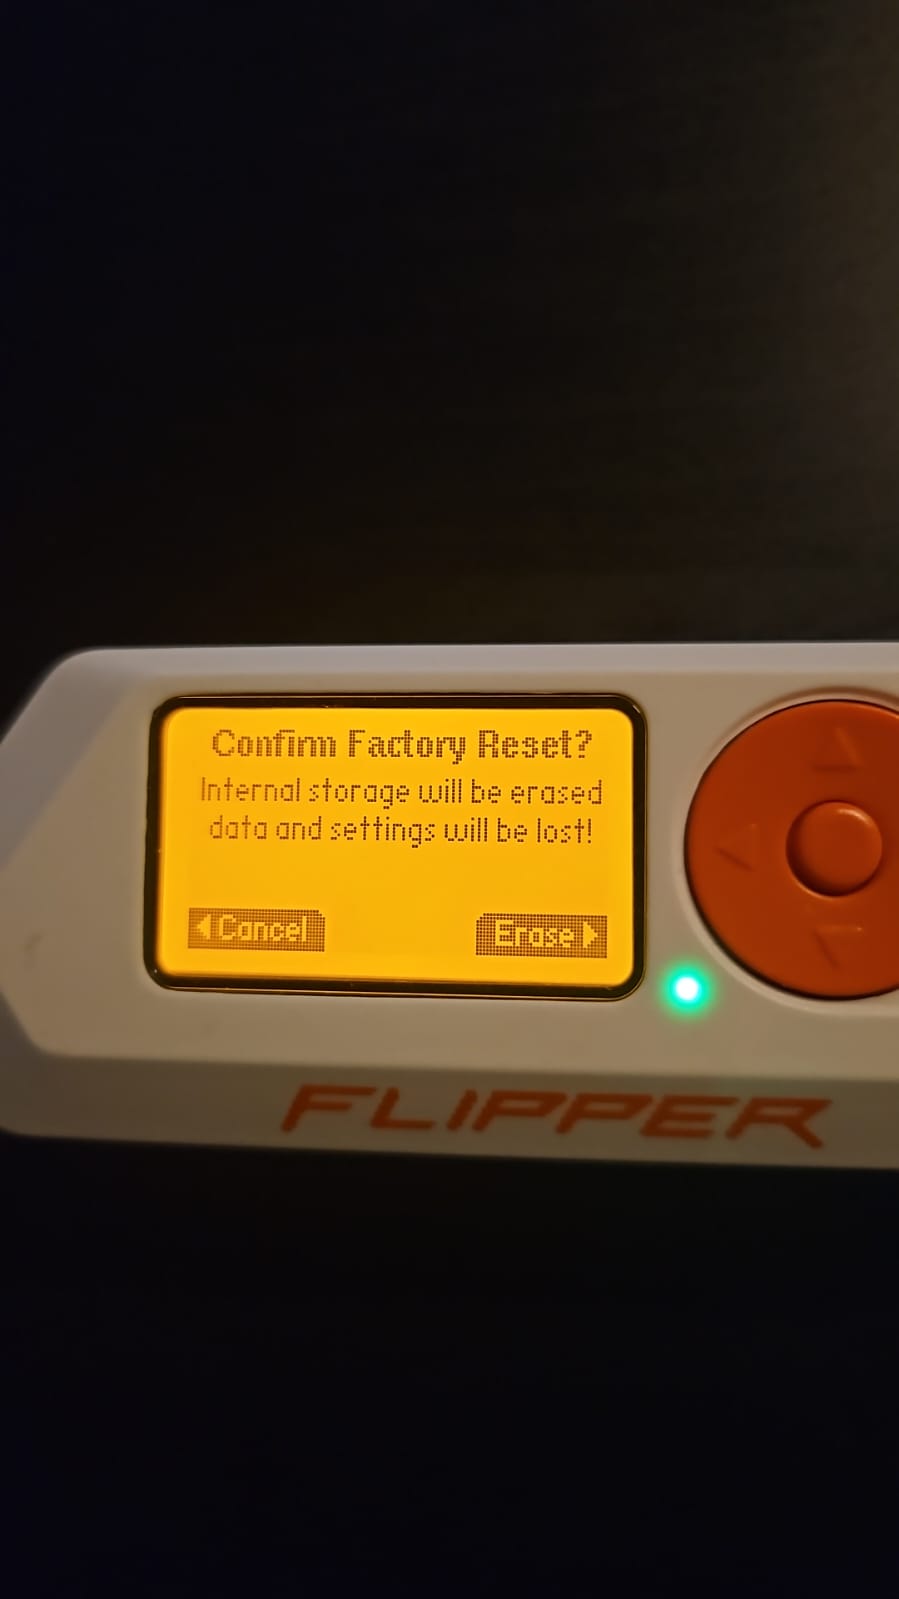 Confirm Factory Reset?
Internal storage will be erased
data and settings will be lost!
Cancel
Erase
FLIPPER